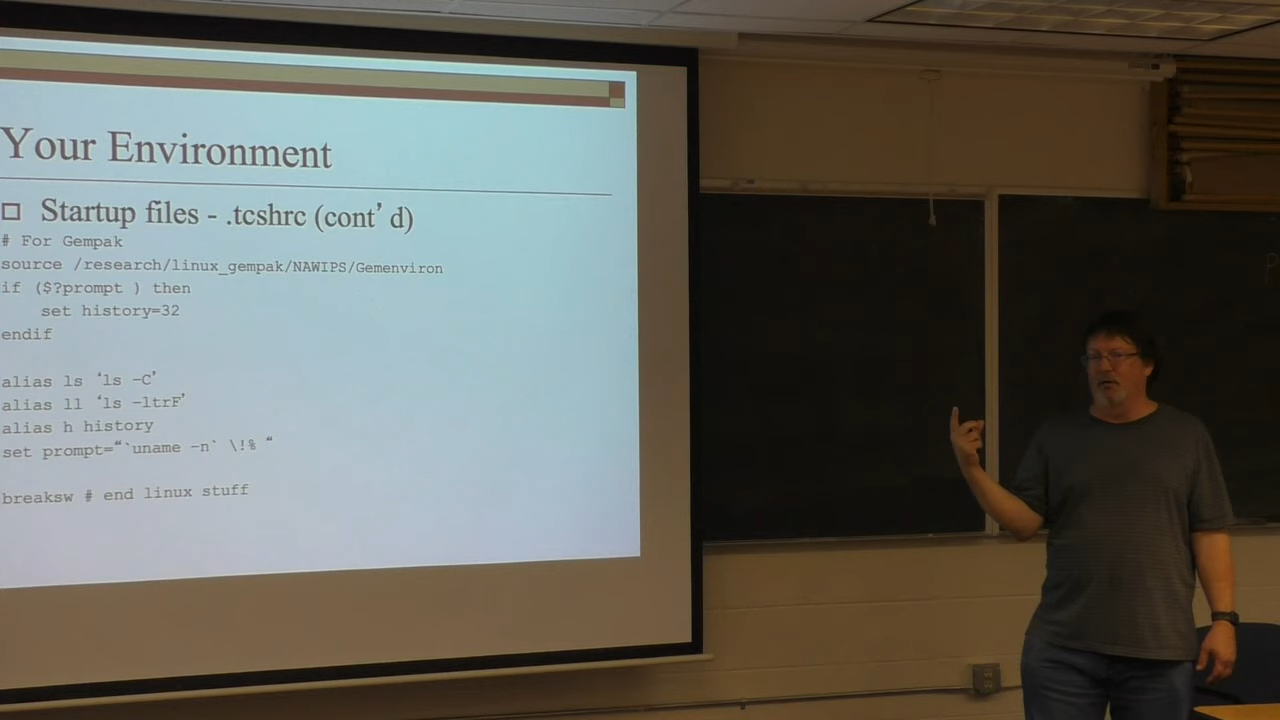 Your Environment
Startup files - .tcshrc (cont’d)
# For Gempak
source /research/linux_gempak/NAWIPS/Gemenviron
if ($?prompt ) then
set history=32
endif
alias ls ‘ls -C’
alias ll ‘ls -ltrF’
alias h history
set prompt=“`uname -n` \!% “
breaksw # end linux stuff